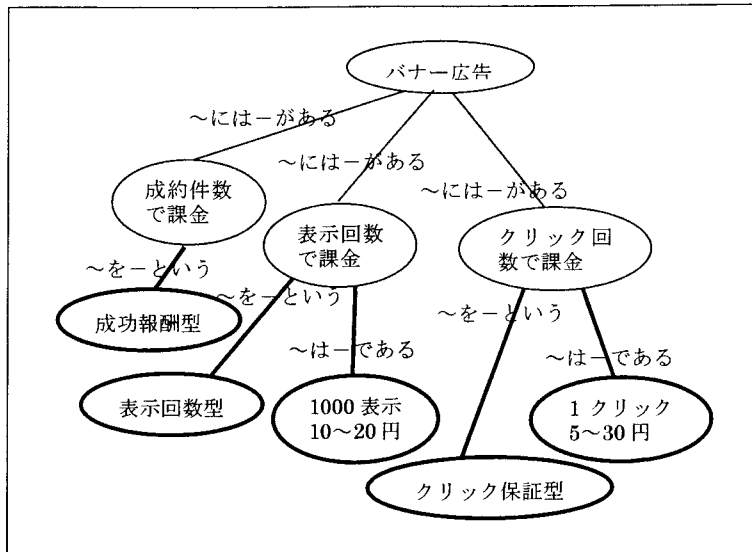 バナー広告
～には－がある
～には－がある
～には－がある
成約件数
で課金
表示回数
で課金
クリック回
数で課金
～を－という
～を－という
～を－という
成功報酬型
～は－である
～は－である
表示回数型
1000 表示
10～20 円
1 クリック
5～30 円
クリック保証型